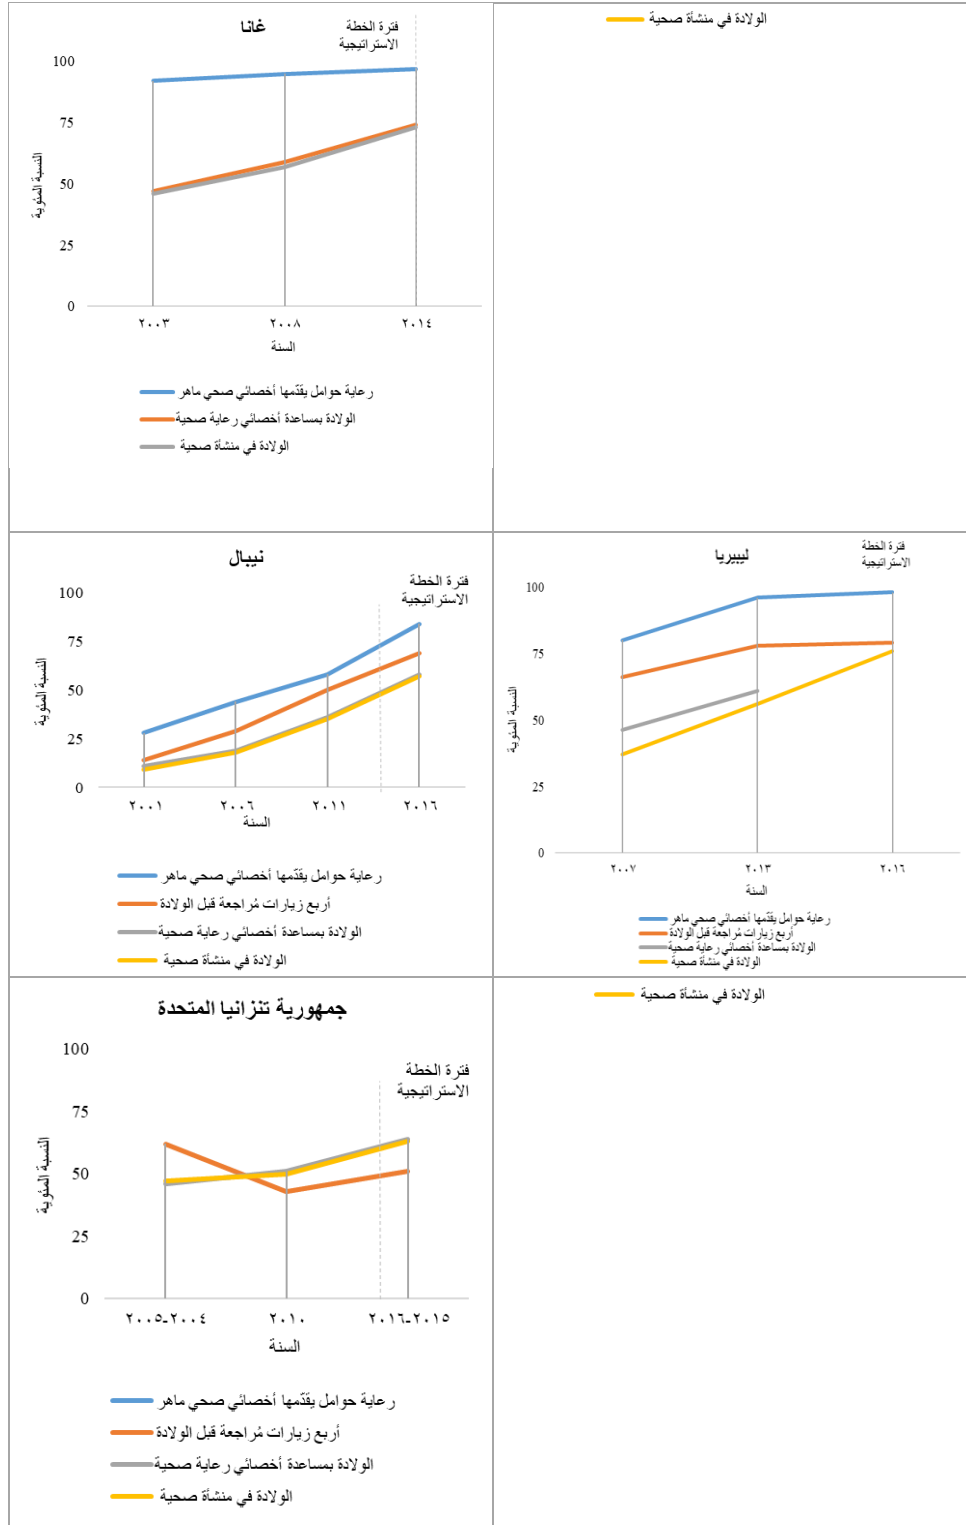 غانا
فترة الخطة
الاستراتيجية
100
75
50
25
0
النسبة المئوية
٢٠٠٣
٢٠٠٨
٢٠١٤
السنة
رعاية حوامل يقدّمها أخصائي صحي ماهر
الولادة بمساعدة أخصائي رعاية صحية
الولادة في منشأة صحية
الولادة في منشأة صحية
نيبال
فترة الخطة
الاستراتيجية
100
75
50
25
0
النسبة المئوية
٢٠٠١
٢٠٠٦
٢٠١١
٢٠١٦
السنة
رعاية حوامل يقدّمها أخصائي صحي ماهر
أربع زيارات مُراجعة قبل الولادة
الولادة بمساعدة أخصائي رعاية صحية
الولادة في منشأة صحية
ليبيريا
فترة الخطة
الاستراتيجية
100
75
50
25
0
النسبة المئوية
٢٠٠٧
٢٠١٣
٢٠١٦
السنة
رعاية حوامل يقدّمها أخصائي صحي ماهر
أربع زيارات مُراجعة قبل الولادة
الولادة بمساعدة أخصائي رعاية صحية
الولادة في منشأة صحية
جمهورية تنزانيا المتحدة
فترة الخطة
الاستراتيجية
100
75
50
25
0
النسبة المئوية
٢٠٠٤-٢٠٠٥
٢٠١٠
٢٠١٥-٢٠١٦
السنة
رعاية حوامل يقدّمها أخصائي صحي ماهر
أربع زيارات مُراجعة قبل الولادة
الولادة بمساعدة أخصائي رعاية صحية
الولادة في منشأة صحية
الولادة في منشأة صحية